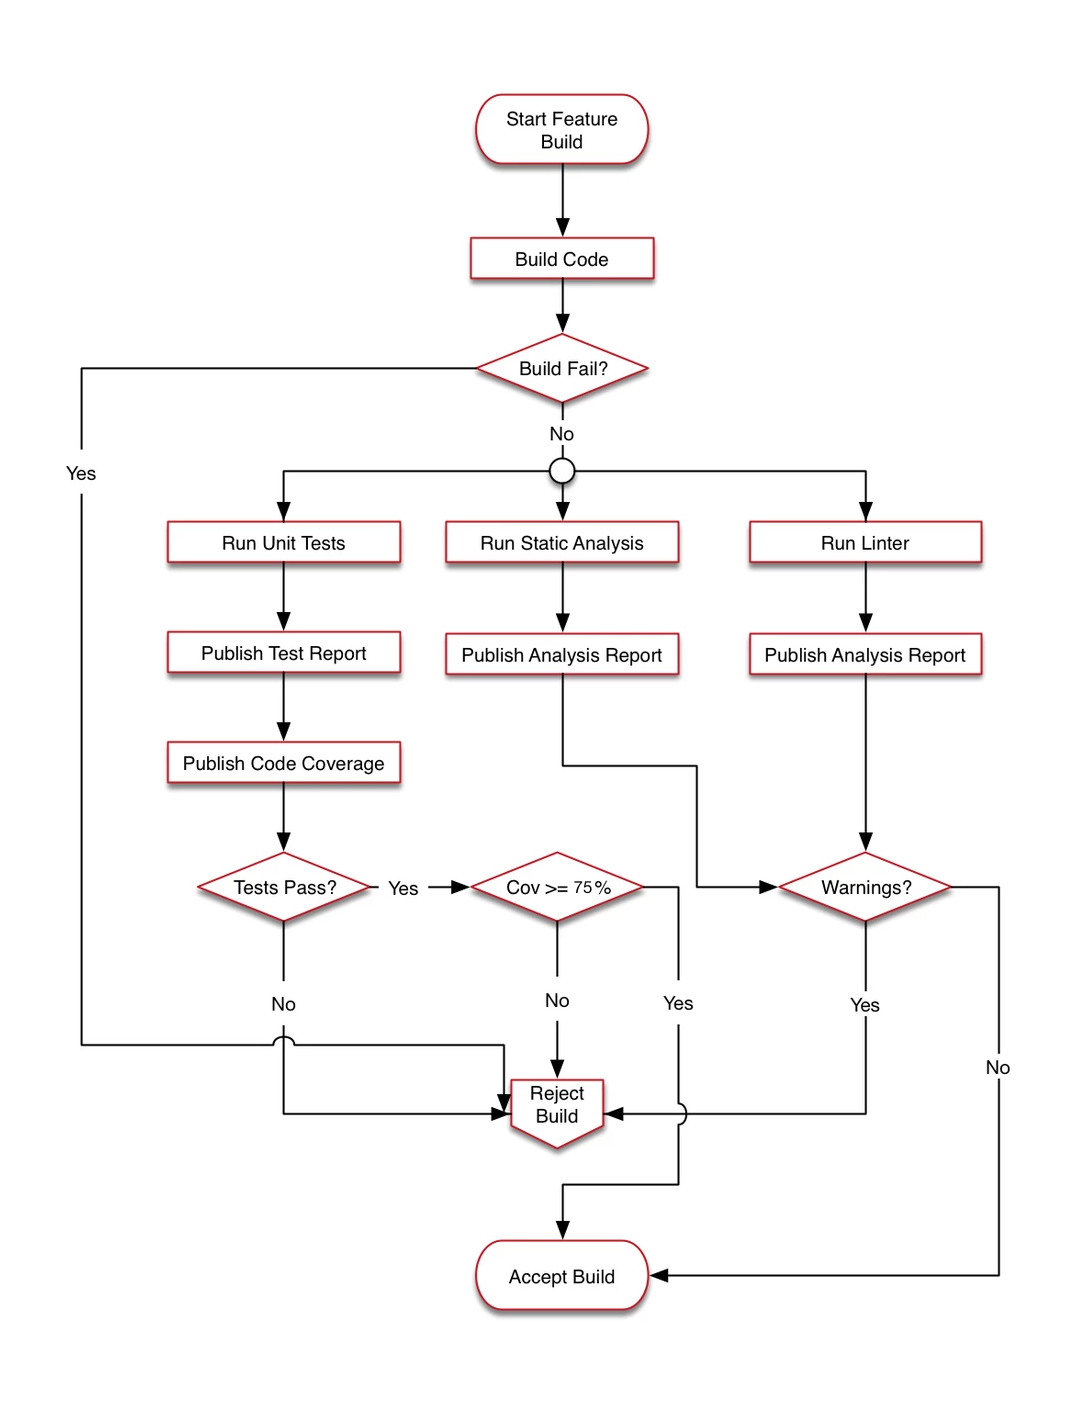 Start Feature
Build
Build Code
Build Fail?
No
Yes
Run Unit Tests
Run Static Analysis
Run Linter
Publish Test Report
Publish Analysis Report
Publish Analysis Report
Publish Code Coverage
Tests Pass?
Yes
Cov >= 75%
Warnings?
No
No
Yes
Yes
No
Reject
Build
Accept Build